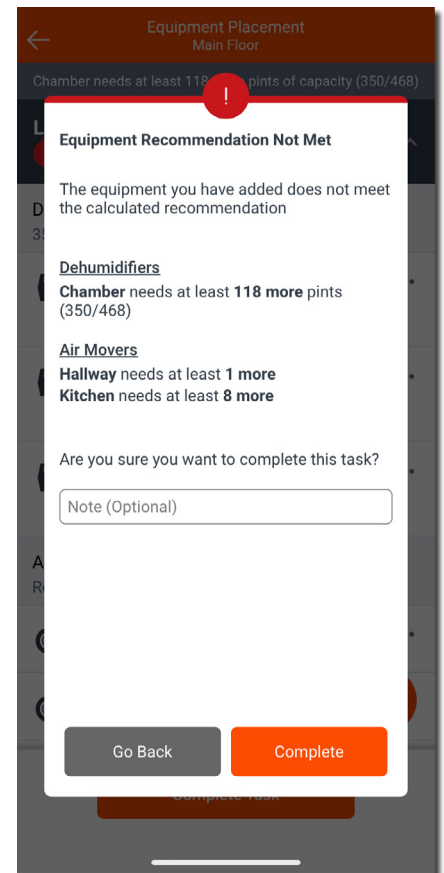 Equipment Placement
Main Floor
Chamber needs at least 118 pints of capacity (350/468)
!
L
Equipment Recommendation Not Met
The equipment you have added does not meet
the calculated recommendation
D
35
Dehumidifiers
Chamber needs at least 118 more pints
(350/468)
Air Movers
Hallway needs at least 1 more
Kitchen needs at least 8 more
Are you sure you want to complete this task?
Note (Optional)
A
R
Go Back
Complete
Complete Task